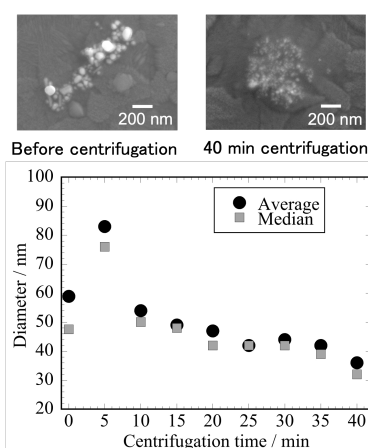 200 nm
200 nm
Before centrifugation
40 min centrifugation
100
90
80
70
60
50
40
30
20
Diameter / nm
Average
Median
0 5 10 15 20 25 30 35 40
Centrifugation time / min